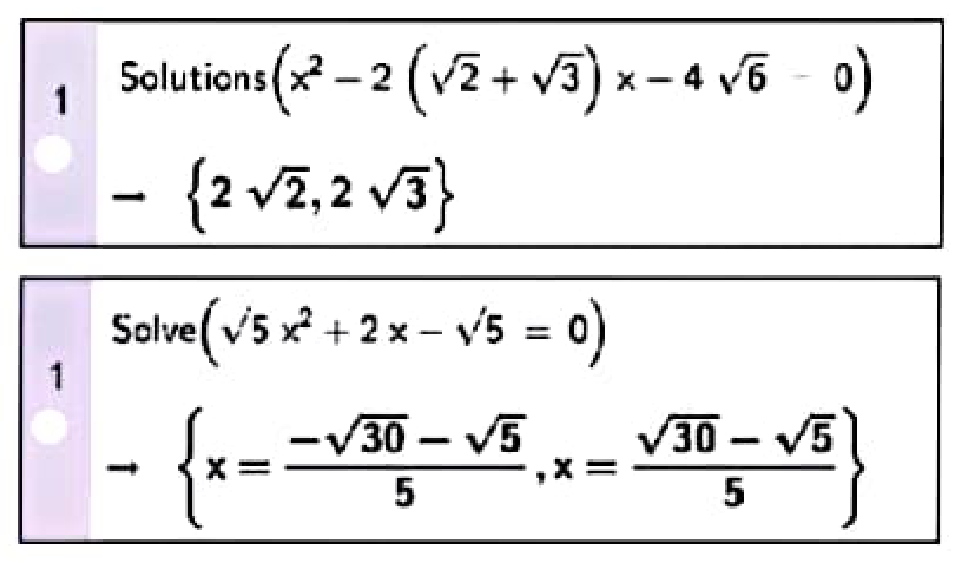 1
Solutions(x² – 2 (√2 + √3) x – 4 √6 – 0)
→ {2 √2, 2 √3}
1
Solve(√5 x² + 2 x – √5 = 0)
→ {x = (–√30 – √5)/5, x = (√30 – √5)/5}